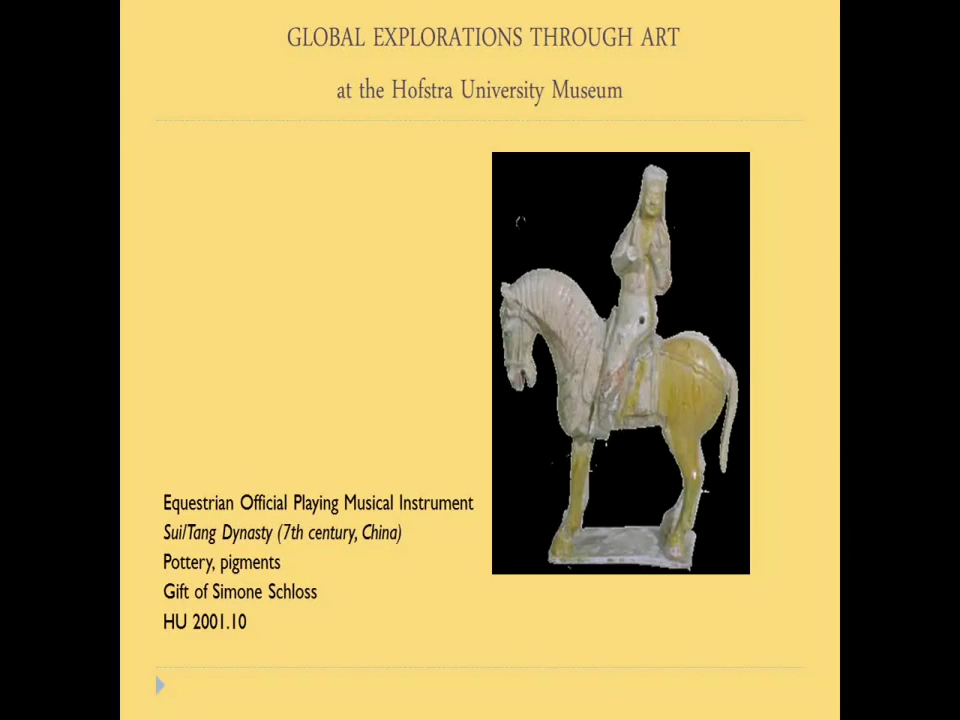 GLOBAL EXPLORATIONS THROUGH ART
at the Hofstra University Museum
Equestrian Official Playing Musical Instrument
Sui/Tang Dynasty (7th century, China)
Pottery, pigments
Gift of Simone Schloss
HU 2001.10